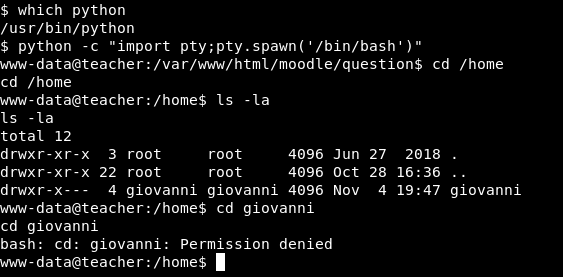 $ which python
/usr/bin/python
$ python -c "import pty;pty.spawn('/bin/bash')"
www-data@teacher:/var/www/html/moodle/question$ cd /home
cd /home
www-data@teacher:/home$ ls -la
ls -la
total 12
drwxr-xr-x  3 root     root     4096 Jun 27  2018 .
drwxr-xr-x 22 root     root     4096 Oct 28 16:36 ..
drwxr-x---  4 giovanni giovanni 4096 Nov  4 19:47 giovanni
www-data@teacher:/home$ cd giovanni
cd giovanni
bash: cd: giovanni: Permission denied
www-data@teacher:/home$